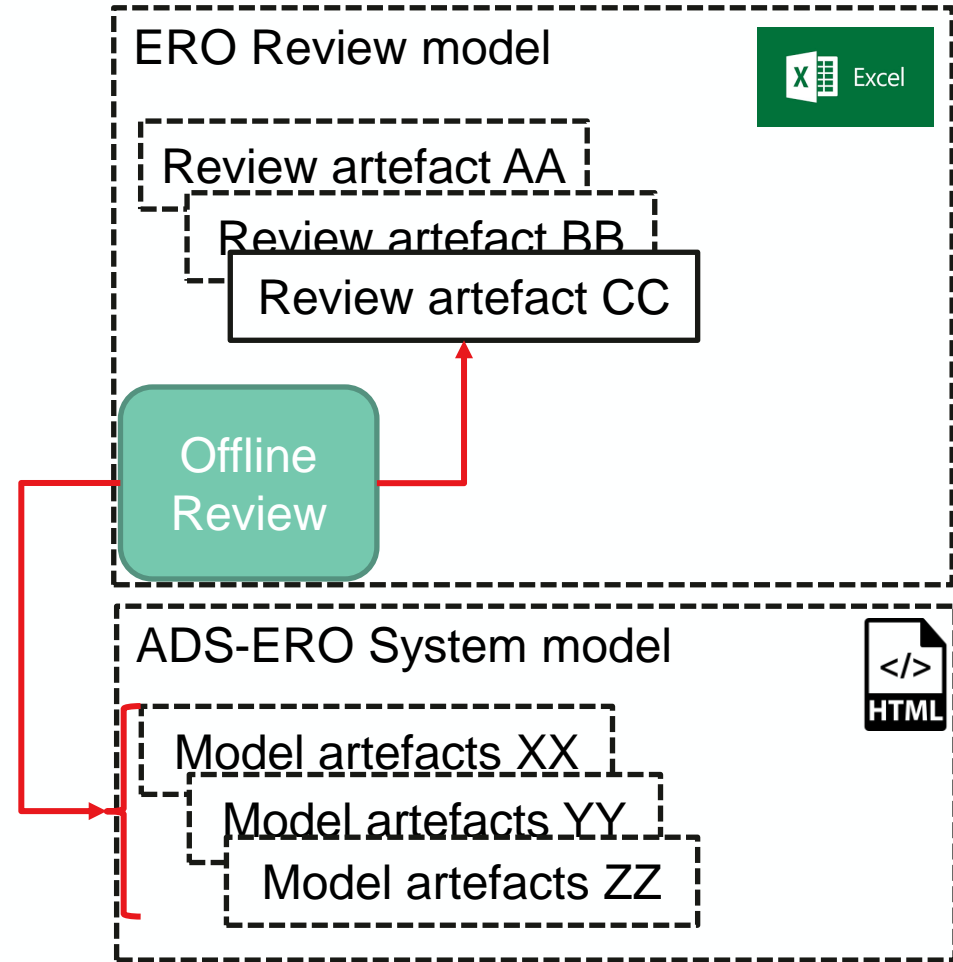 ERO Review model
X Excel
Review artefact AA
Review artefact BB
Review artefact CC
Offline
Review
ADS-ERO System model
</>
HTML
Model artefacts XX
Model artefacts YY
Model artefacts ZZ